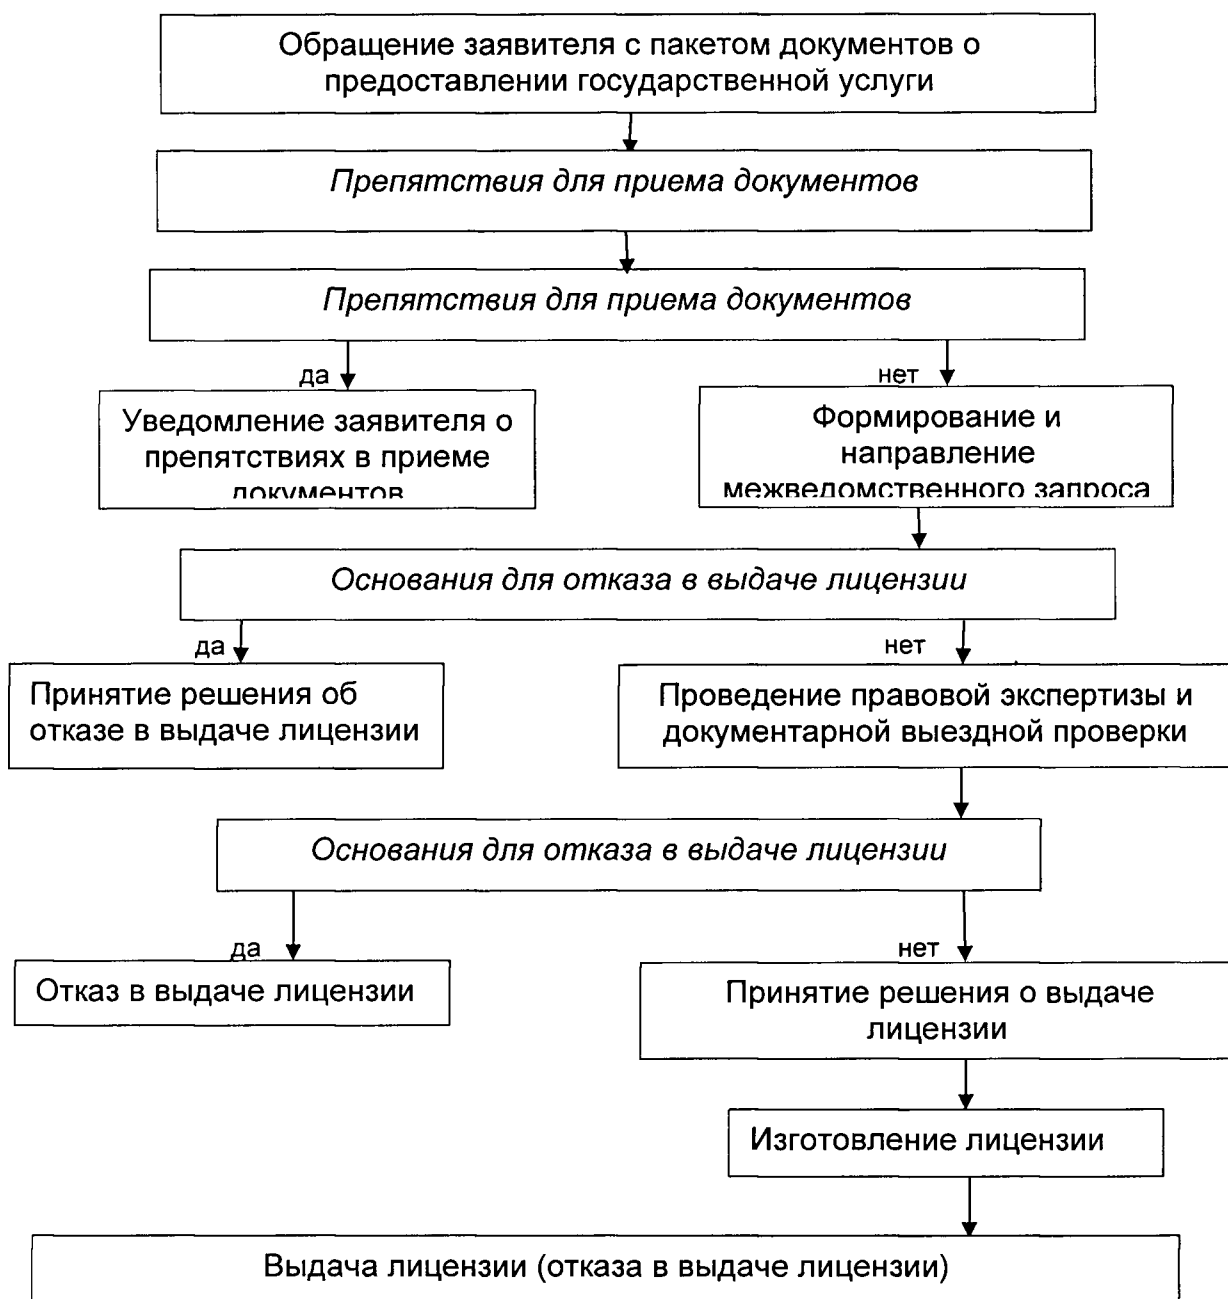 Обращение заявителя с пакетом документов о
предоставлении государственной услуги
Препятствия для приема документов
Препятствия для приема документов
да
нет
Уведомление заявителя о
препятствиях в приеме
документов
Формирование и
направление
межведомственного запроса
Основания для отказа в выдаче лицензии
да
нет
Принятие решения об
отказе в выдаче лицензии
Проведение правовой экспертизы и
документарной выездной проверки
Основания для отказа в выдаче лицензии
да
нет
Отказ в выдаче лицензии
Принятие решения о выдаче
лицензии
Изготовление лицензии
Выдача лицензии (отказа в выдаче лицензии)